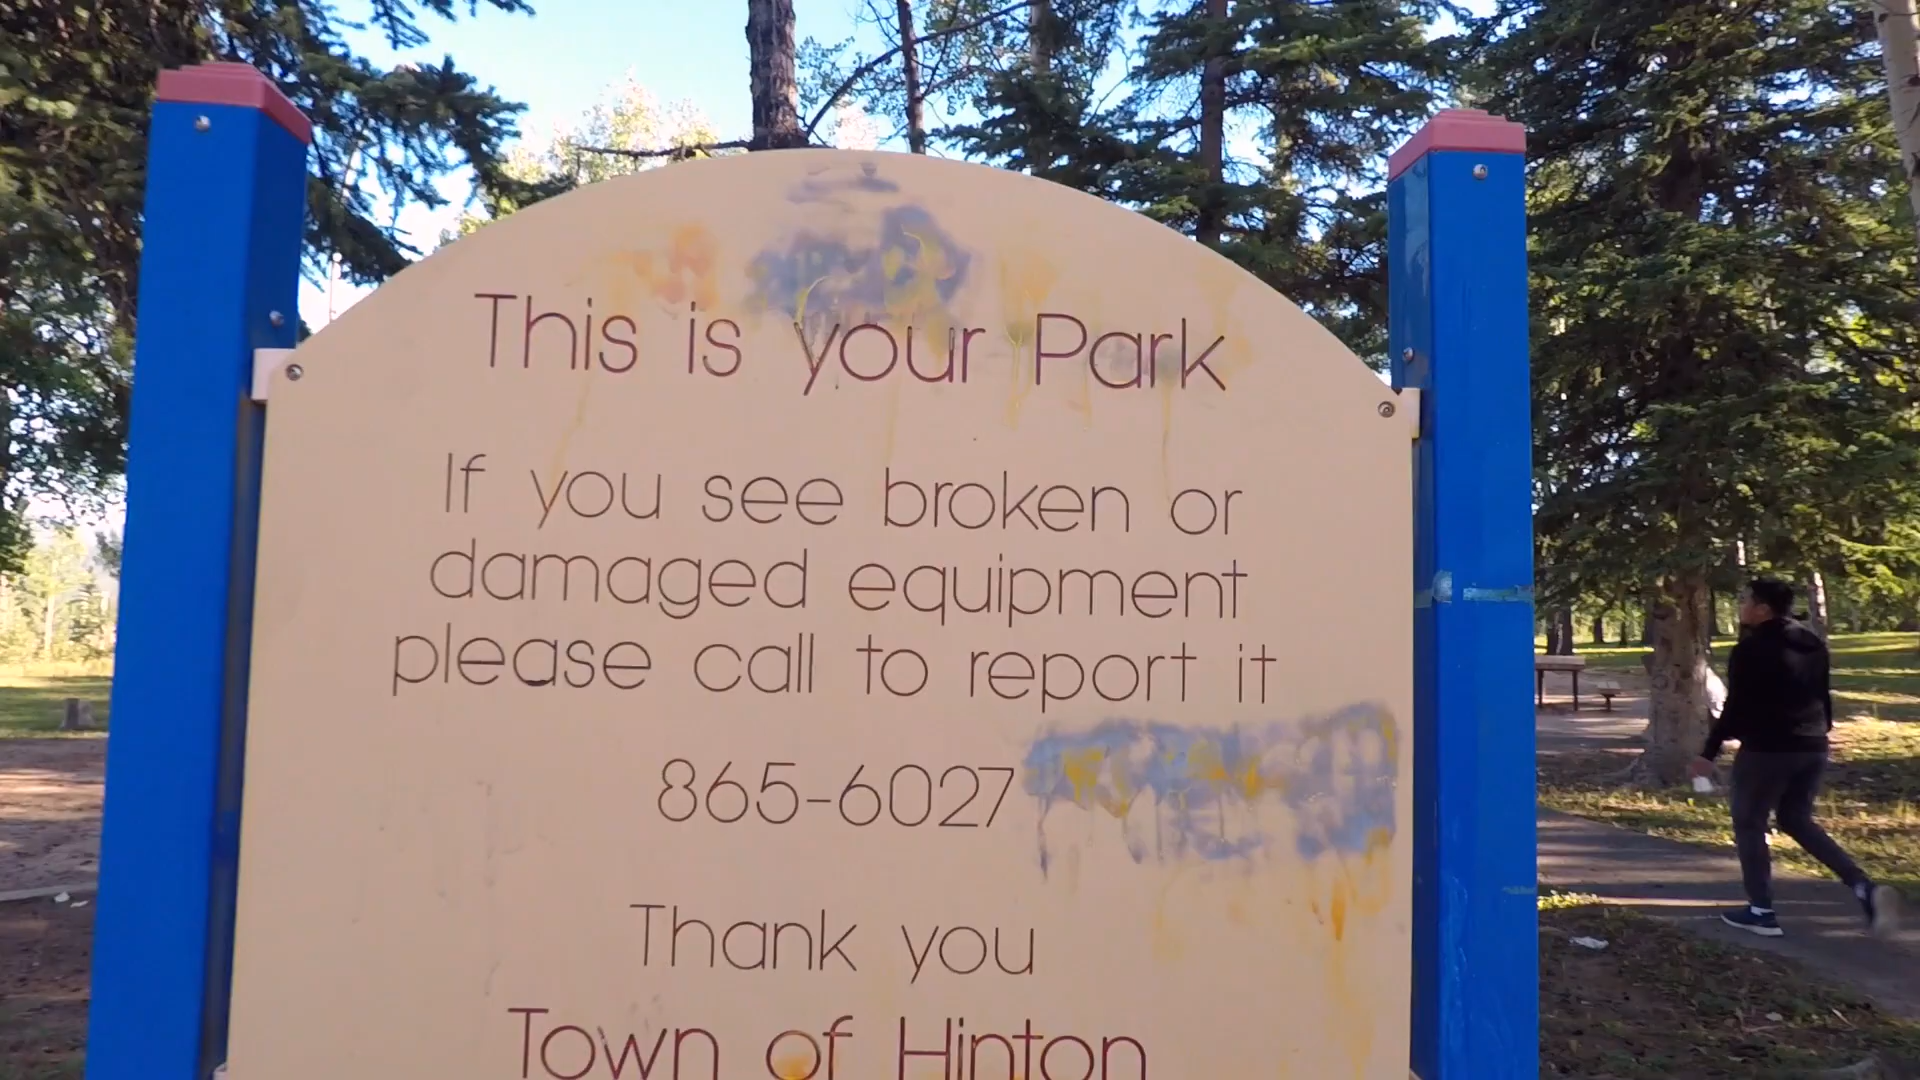 This is your Park
If you see broken or
damaged equipment
please call to report it
865-6027
Thank you
Town of Hinton